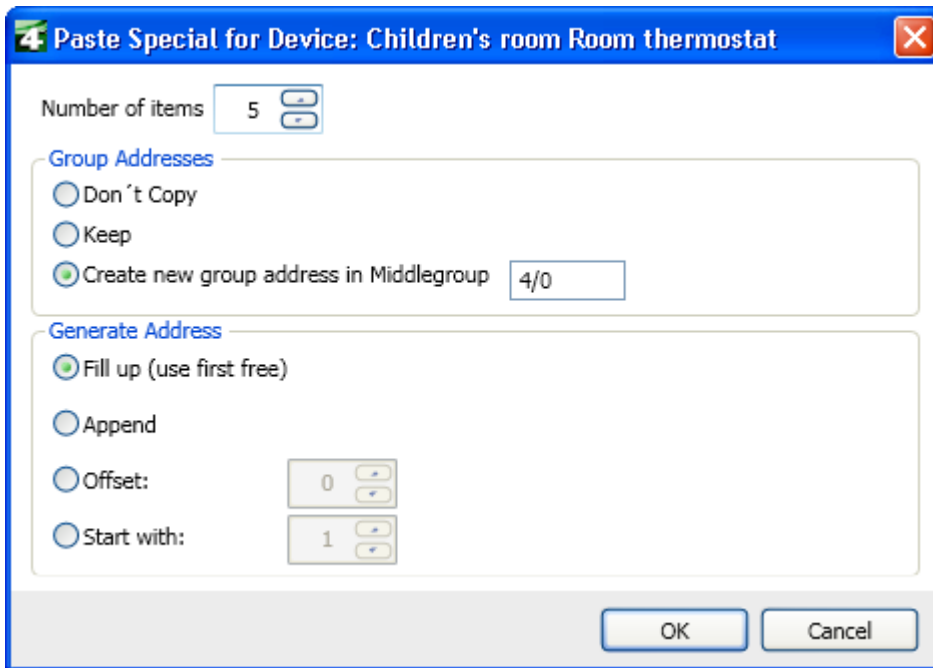 4 Paste Special for Device: Children's room Room thermostat
Number of items 5
Group Addresses
Don´t Copy
Keep
Create new group address in Middlegroup 4/0
Generate Address
Fill up (use first free)
Append
Offset: 0
Start with: 1
OK Cancel